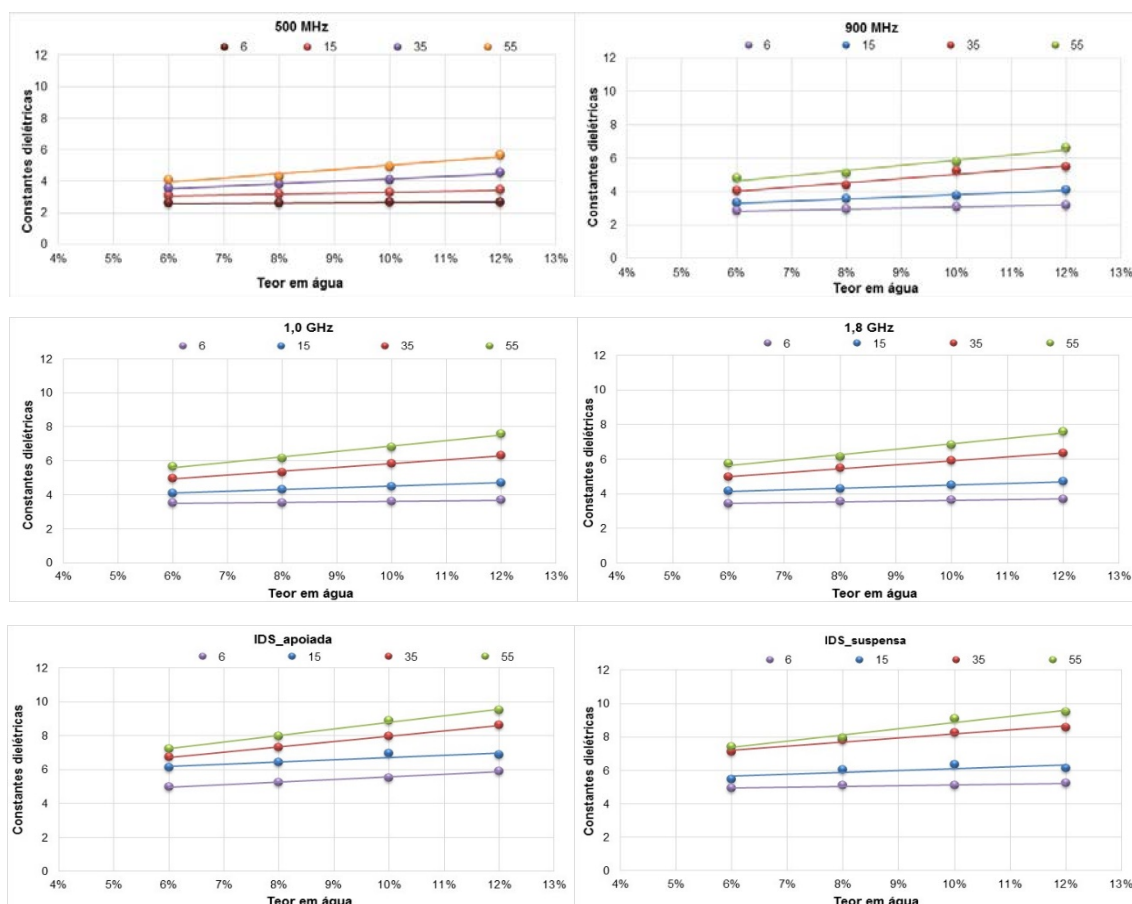 500 MHz
6 15 35 55
Constantes dielétricas
12
10
8
6
4
2
0
4% 5% 6% 7% 8% 9% 10% 11% 12% 13%
Teor em água
900 MHz
6 15 35 55
Constantes dielétricas
12
10
8
6
4
2
0
4% 5% 6% 7% 8% 9% 10% 11% 12% 13%
Teor em água
1,0 GHz
6 15 35 55
Constantes dielétricas
12
10
8
6
4
2
0
4% 5% 6% 7% 8% 9% 10% 11% 12% 13%
Teor em água
1,8 GHz
6 15 35 55
Constantes dielétricas
12
10
8
6
4
2
0
4% 5% 6% 7% 8% 9% 10% 11% 12% 13%
Teor em água
IDS_apoiada
6 15 35 55
Constantes dielétricas
12
10
8
6
4
2
0
4% 5% 6% 7% 8% 9% 10% 11% 12% 13%
Teor em água
IDS_suspensa
6 15 35 55
Constantes dielétricas
12
10
8
6
4
2
0
4% 5% 6% 7% 8% 9% 10% 11% 12% 13%
Teor em água